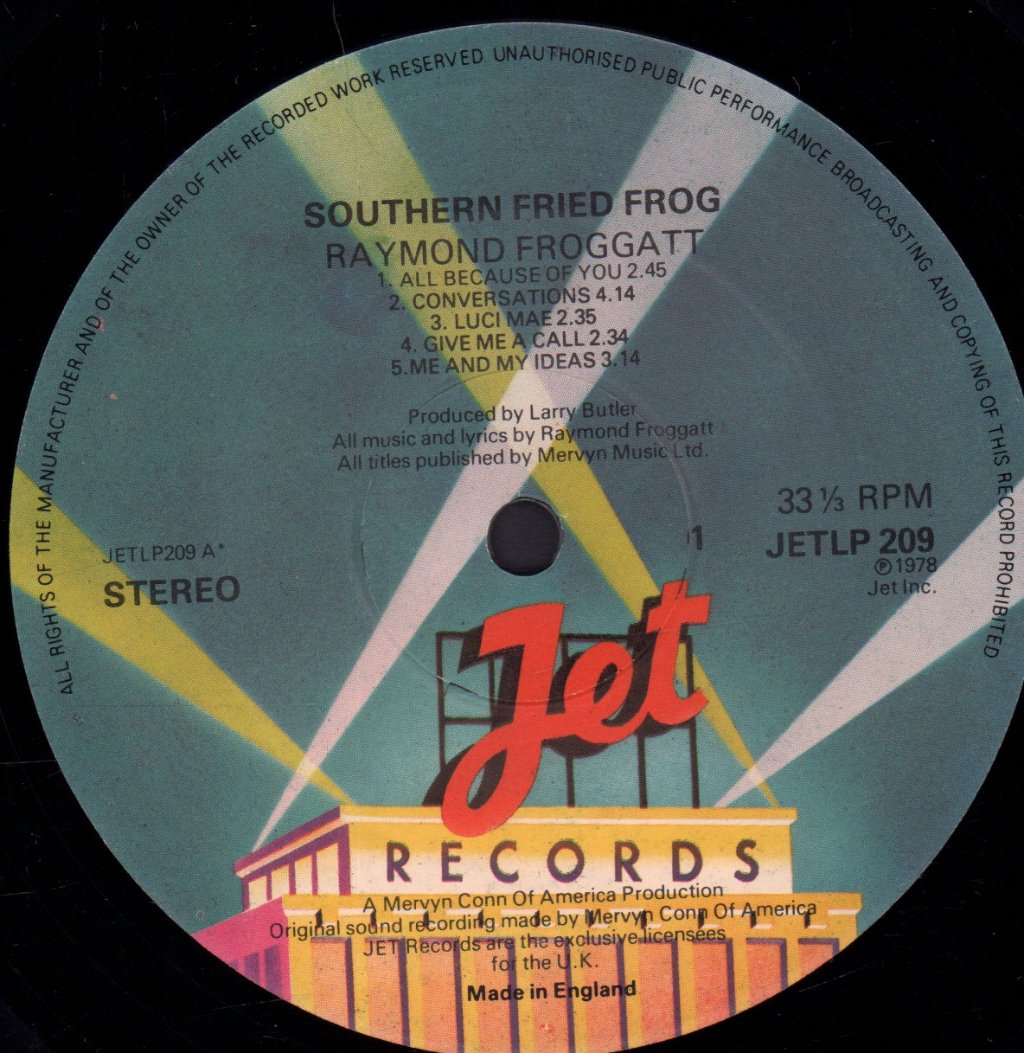 ALL RIGHTS OF THE MANUFACTURER AND OF THE OWNER OF THE RECORDED WORK RESERVED. UNAUTHORISED PUBLIC PERFORMANCE BROADCASTING AND COPYING OF THIS RECORD PROHIBITED
SOUTHERN FRIED FROG
RAYMOND FROGGATT
1. ALL BECAUSE OF YOU 2.45
2. CONVERSATIONS 4.14
3. LUCI MAE 2.35
4. GIVE ME A CALL 2.34
5.ME AND MY IDEAS 3.14
Produced by Larry Butler
All music and lyrics by Raymond Froggatt
All titles published by Mervyn Music Ltd.
33 ⅓ RPM
JETLP209 A*
1
JETLP 209
STEREO
℗ 1978
Jet Inc.
Jet
RECORDS
A Mervyn Conn Of America Production
Original sound recording made by Mervyn Conn Of America
JET Records are the exclusive licensees
for the U.K.
Made in England